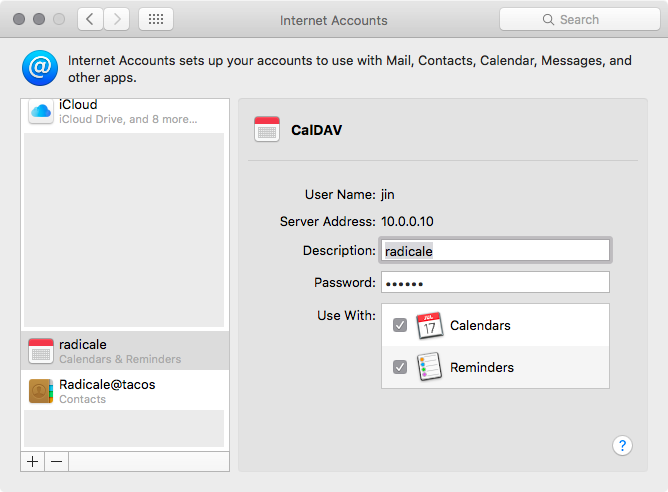 Internet Accounts
Search
Internet Accounts sets up your accounts to use with Mail, Contacts, Calendar, Messages, and
other apps.
iCloud
iCloud Drive, and 8 more...
radicale
Calendars & Reminders
Radicale@tacos
Contacts
CalDAV
User Name: jin
Server Address: 10.0.0.10
Description: radicale
Password: ••••••
Use With:
JUL
17
Calendars
Reminders
?